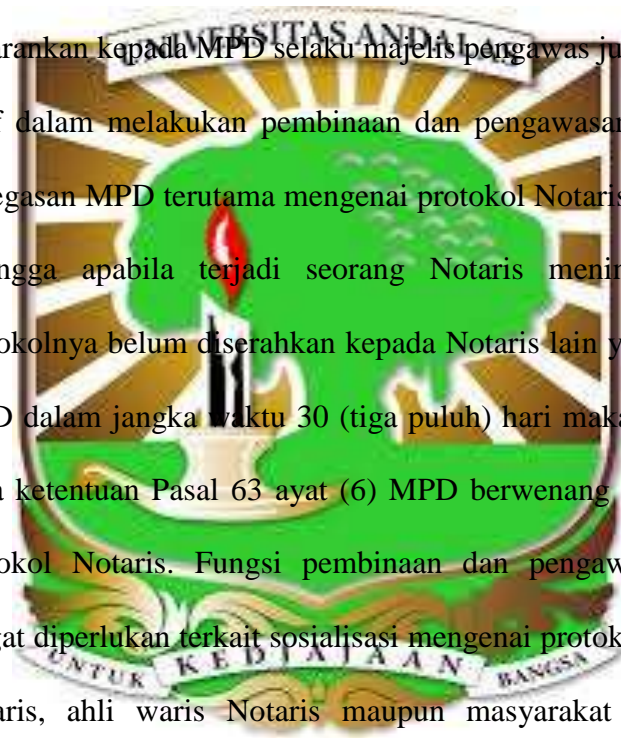 UNIVERSITAS ANDALAS
arankan kepada MPD selaku majelis pengawas ju
f dalam melakukan pembinaan dan pengawasan
egasan MPD terutama mengenai protokol Notaris
ngga apabila terjadi seorang Notaris menin
okolnya belum diserahkan kepada Notaris lain y
D dalam jangka waktu 30 (tiga puluh) hari maka
a ketentuan Pasal 63 ayat (6) MPD berwenang
okol Notaris. Fungsi pembinaan dan pengaw
gat diperlukan terkait sosialisasi mengenai protok
UNTUK KEDJAJAAN BANGSA
aris, ahli waris Notaris maupun masyarakat